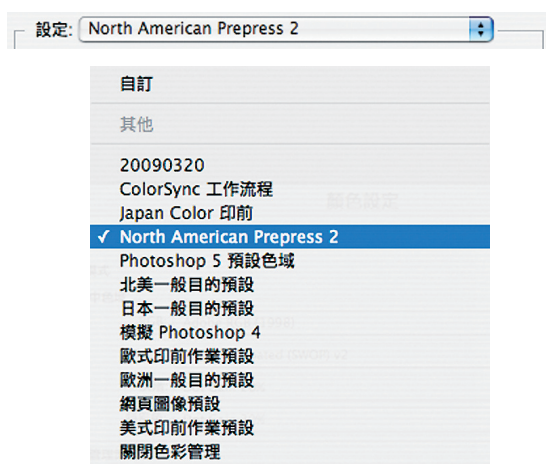 設定: North American Prepress 2
自訂
其他
20090320
ColorSync 工作流程
Japan Color 印前
✓ North American Prepress 2
Photoshop 5 預設色域
北美一般目的預設
日本一般目的預設
模擬 Photoshop 4
歐式印前作業預設
歐洲一般目的預設
網頁圖像預設
美式印前作業預設
關閉色彩管理
顏色設定